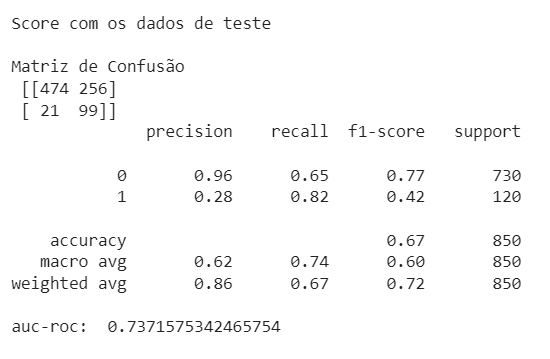 Score com os dados de teste
Matriz de Confusão
[[474 256]
[ 21  99]]
precision    recall  f1-score   support
0       0.96      0.65      0.77       730
1       0.28      0.82      0.42       120
accuracy                           0.67       850
macro avg       0.62      0.74      0.60       850
weighted avg       0.86      0.67      0.72       850
auc-roc:  0.7371575342465754